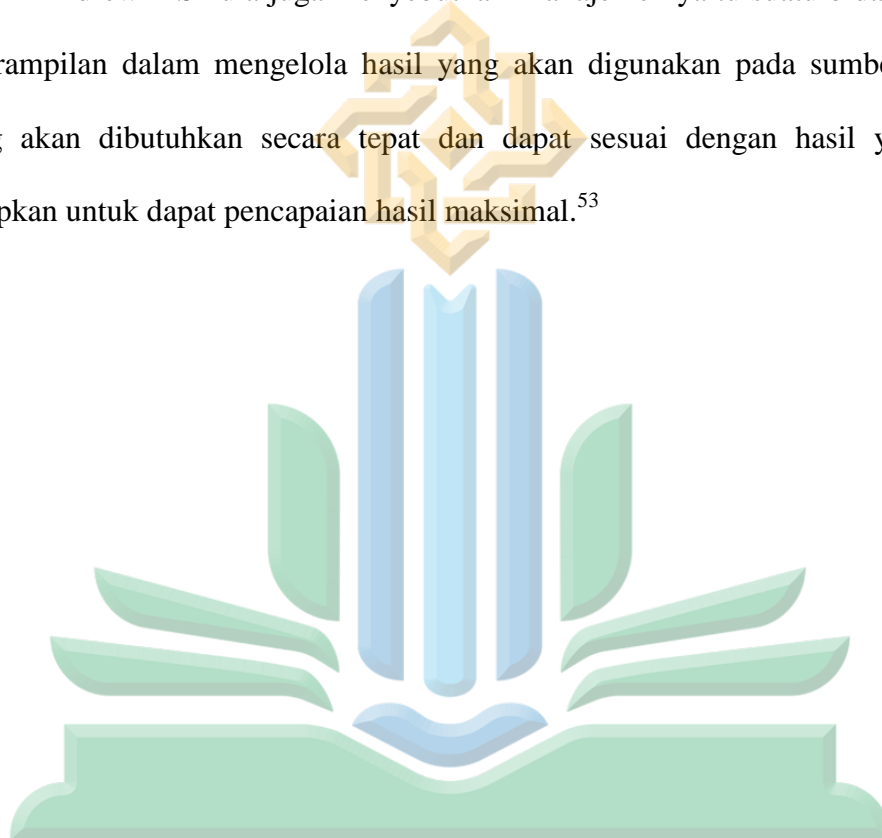 juga
rampilan dalam mengelola hasil yang akan digunakan pada sumbe
g akan dibutuhkan secara tepat dan dapat sesuai dengan hasil y
pkan untuk dapat pencapaian hasil maksimal.53